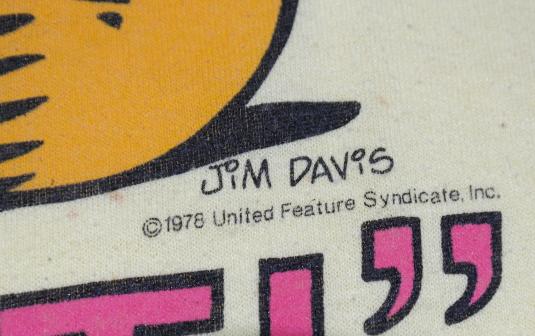 JiM DAViS
©1978 United Feature Syndicate, Inc.
T!”